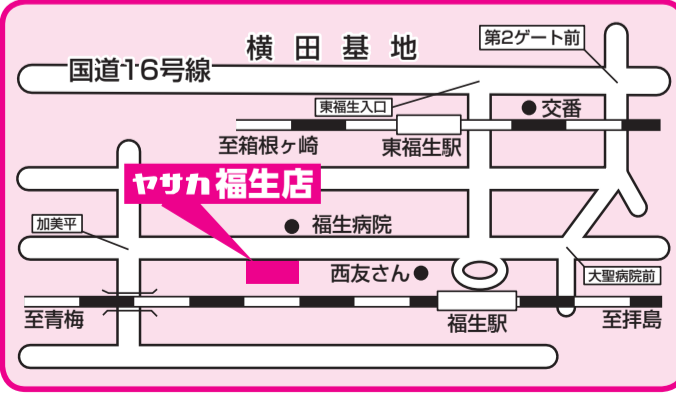 横田基地
第2ゲート前
国道16号線
東福生入口
交番
至箱根ヶ崎
東福生駅
ヤサカ福生店
加美平
福生病院
西友さん
大聖病院前
至青梅
福生駅
至拝島